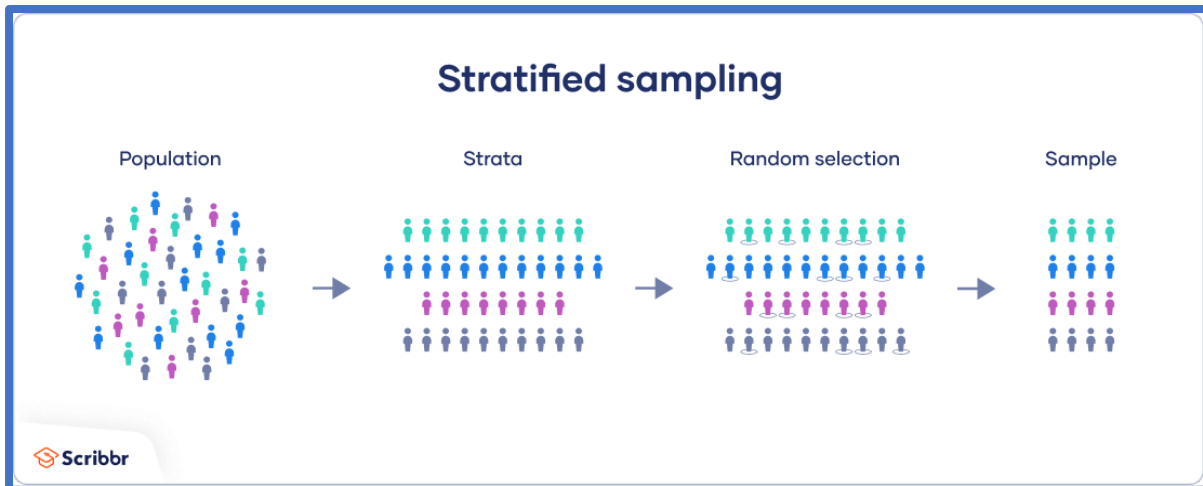 Stratified sampling
Population
Strata
Random selection
Sample
Scribbr